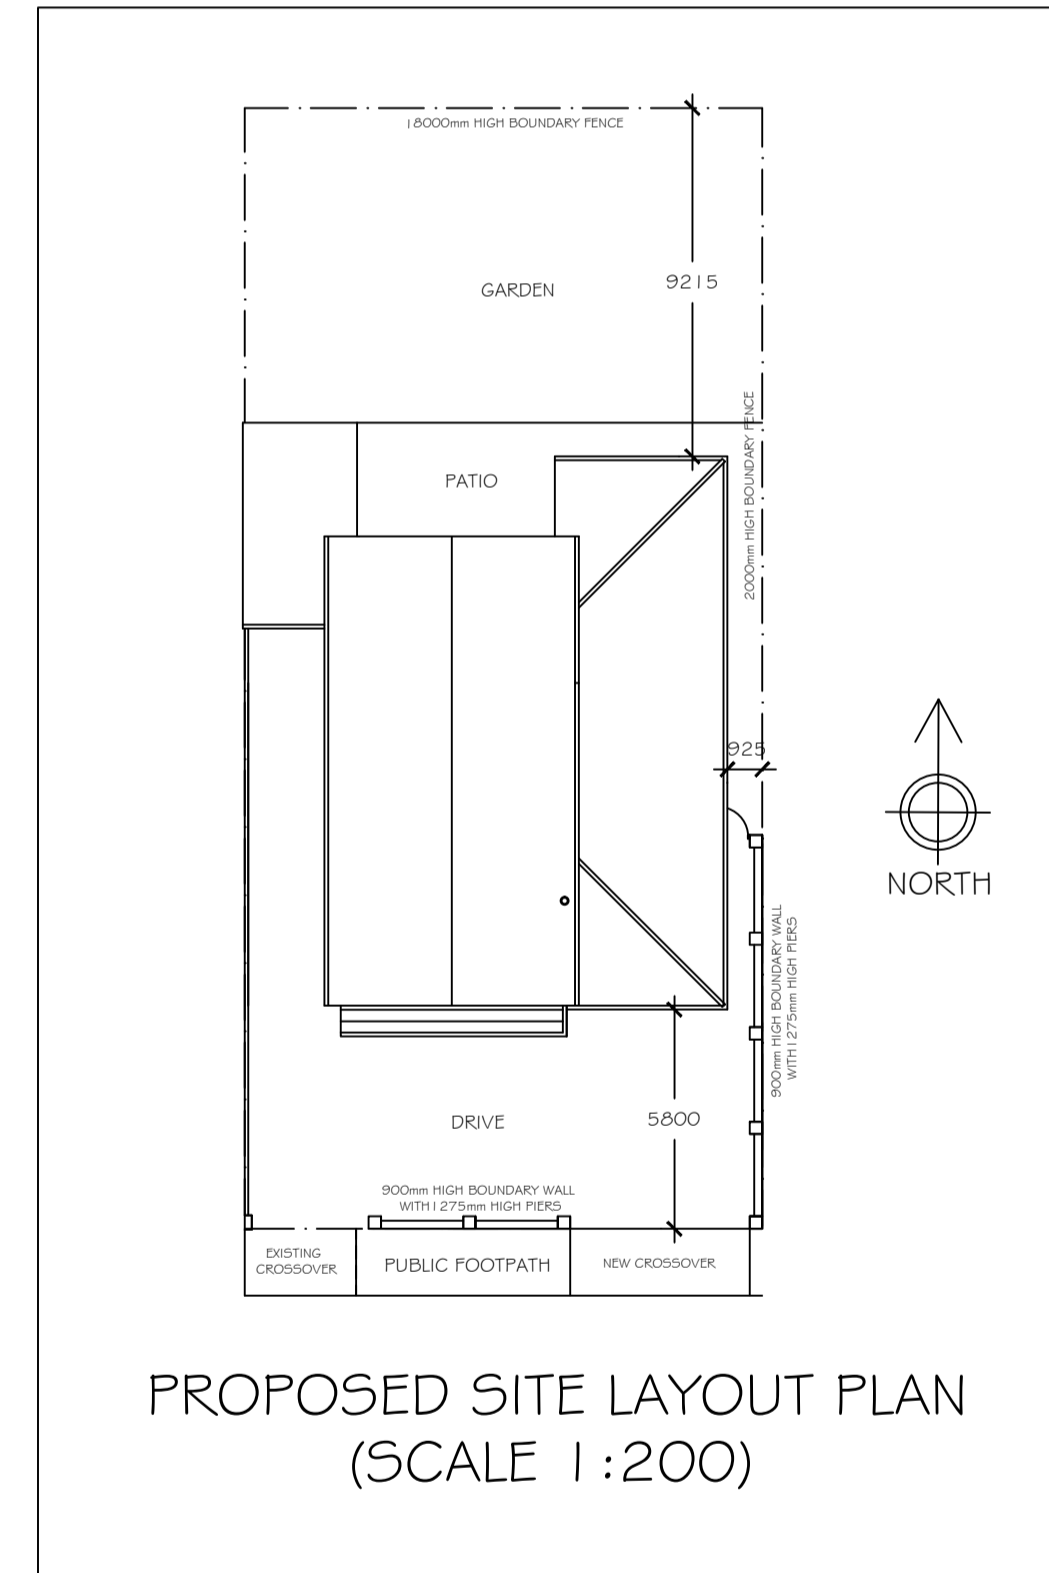 18000mm HIGH BOUNDARY FENCE
GARDEN
9215
2000mm HIGH BOUNDARY FENCE
PATIO
925
NORTH
900mm HIGH BOUNDARY WALL
WITH 1275mm HIGH PIERS
DRIVE
5800
900mm HIGH BOUNDARY WALL
WITH 1275mm HIGH PIERS
EXISTING
CROSSOVER
PUBLIC FOOTPATH
NEW CROSSOVER
PROPOSED SITE LAYOUT PLAN
(SCALE 1:200)